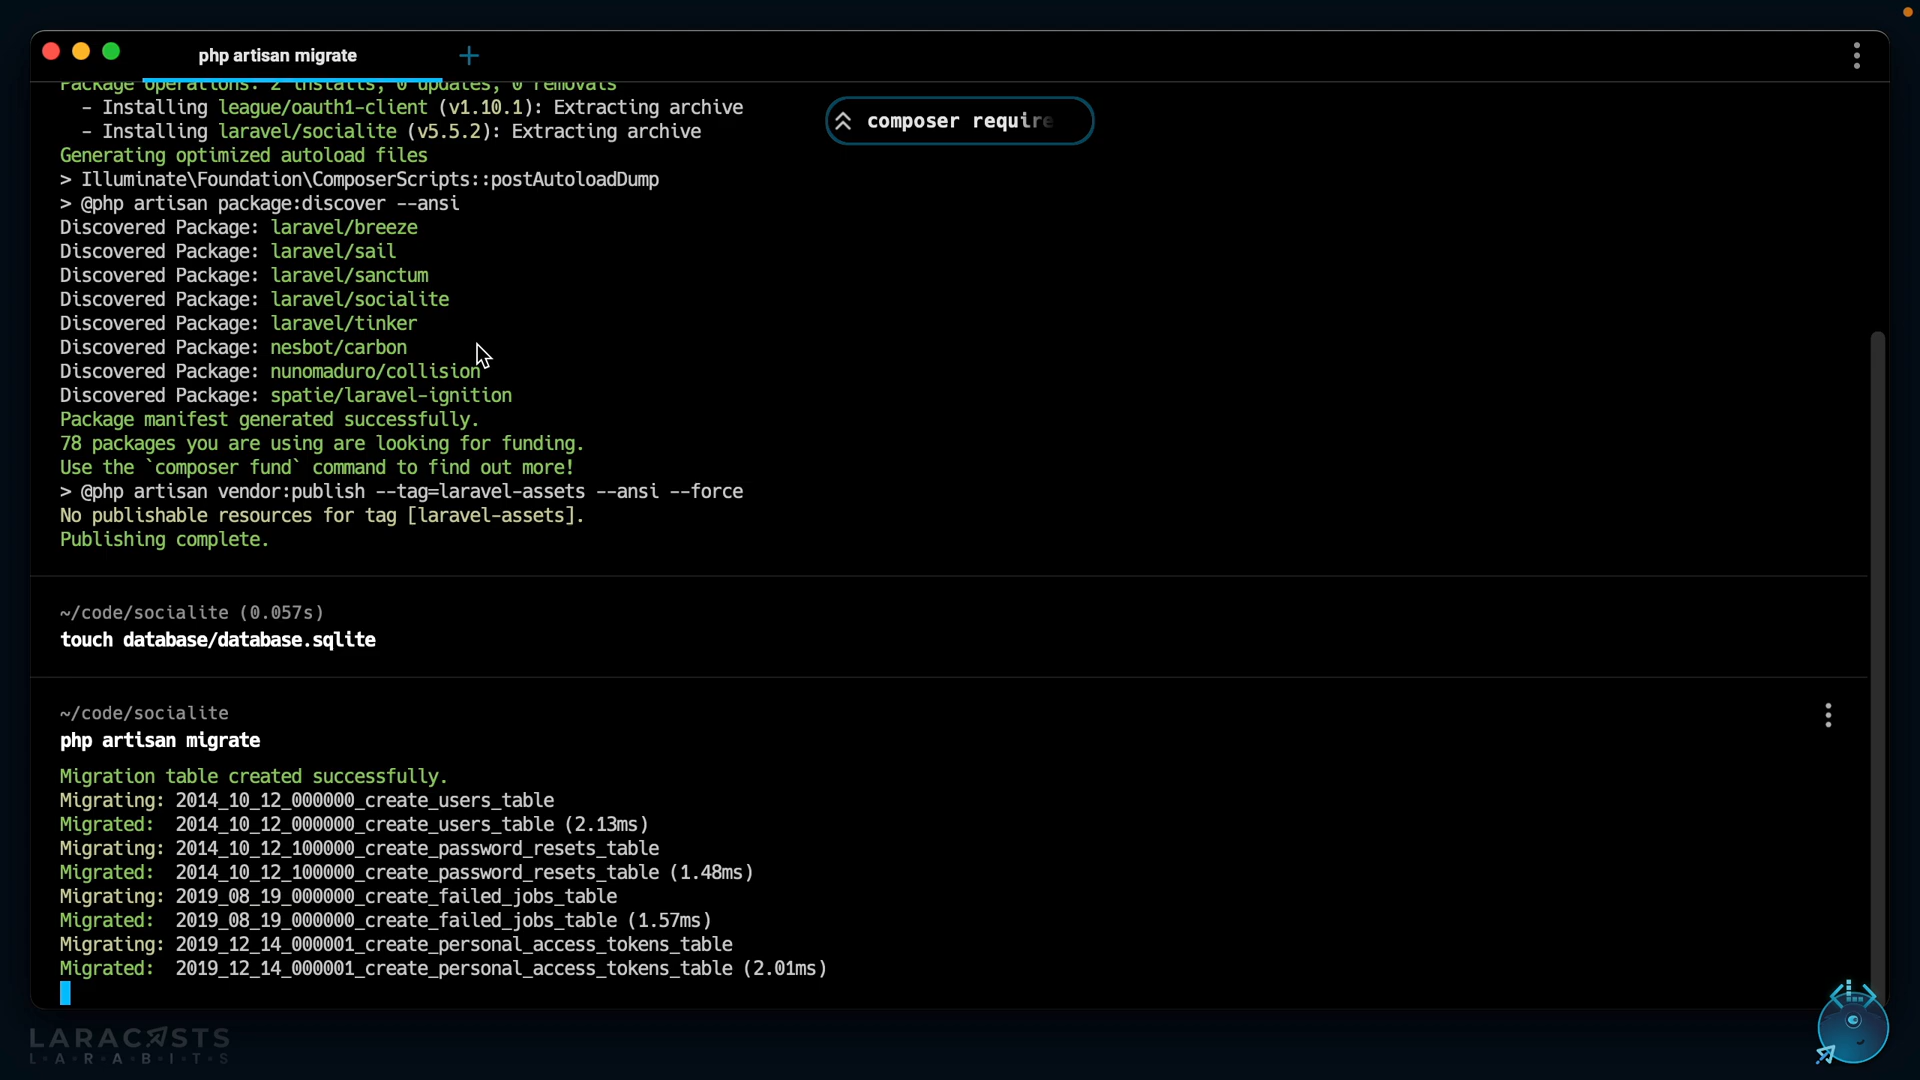 php artisan migrate
Package operations: 2 installs, 0 updates, 0 removals
- Installing league/oauth1-client (v1.10.1): Extracting archive
composer require
- Installing laravel/socialite (v5.5.2): Extracting archive
Generating optimized autoload files
> Illuminate\Foundation\ComposerScripts::postAutoloadDump
> @php artisan package:discover --ansi
Discovered Package: laravel/breeze
Discovered Package: laravel/sail
Discovered Package: laravel/sanctum
Discovered Package: laravel/socialite
Discovered Package: laravel/tinker
Discovered Package: nesbot/carbon
Discovered Package: nunomaduro/collision
Discovered Package: spatie/laravel-ignition
Package manifest generated successfully.
78 packages you are using are looking for funding.
Use the `composer fund` command to find out more!
> @php artisan vendor:publish --tag=laravel-assets --ansi --force
No publishable resources for tag [laravel-assets].
Publishing complete.
~/code/socialite (0.057s)
touch database/database.sqlite
~/code/socialite
php artisan migrate
Migration table created successfully.
Migrating: 2014_10_12_000000_create_users_table
Migrated:  2014_10_12_000000_create_users_table (2.13ms)
Migrating: 2014_10_12_100000_create_password_resets_table
Migrated:  2014_10_12_100000_create_password_resets_table (1.48ms)
Migrating: 2019_08_19_000000_create_failed_jobs_table
Migrated:  2019_08_19_000000_create_failed_jobs_table (1.57ms)
Migrating: 2019_12_14_000001_create_personal_access_tokens_table
Migrated:  2019_12_14_000001_create_personal_access_tokens_table (2.01ms)
LARACASTS
L·A·R·A·B·I·T·S